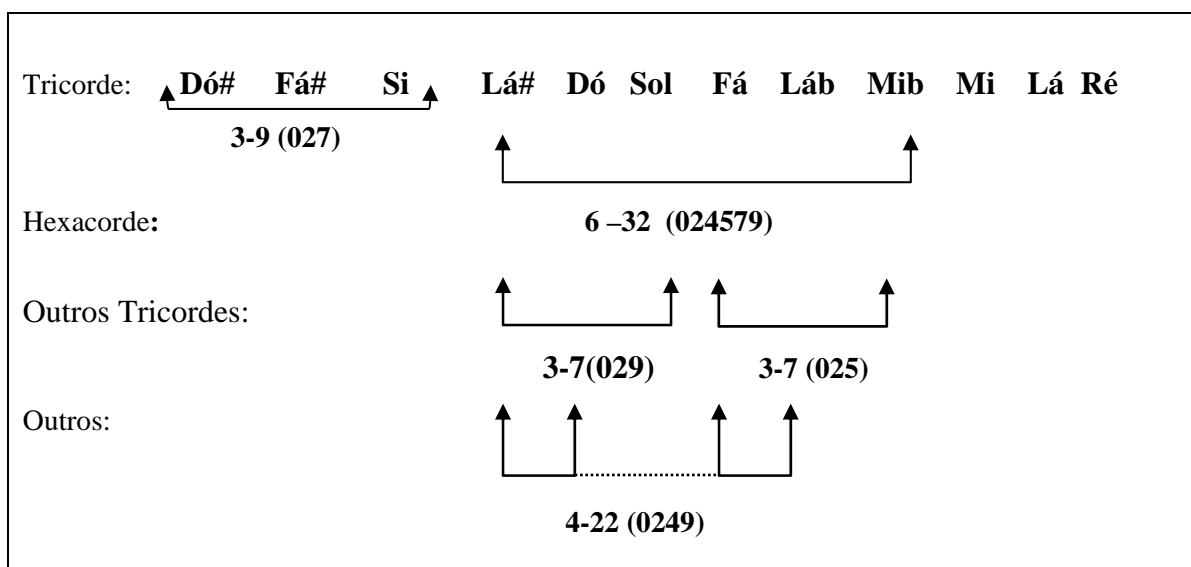 Tricorde: Dó# Fá# Si Lá# Dó Sol Fá Láb Mib Mi Lá Ré
3-9 (027)
Hexacorde: 6 –32 (024579)
Outros Tricordes:
3-7(029) 3-7 (025)
Outros:
4-22 (0249)